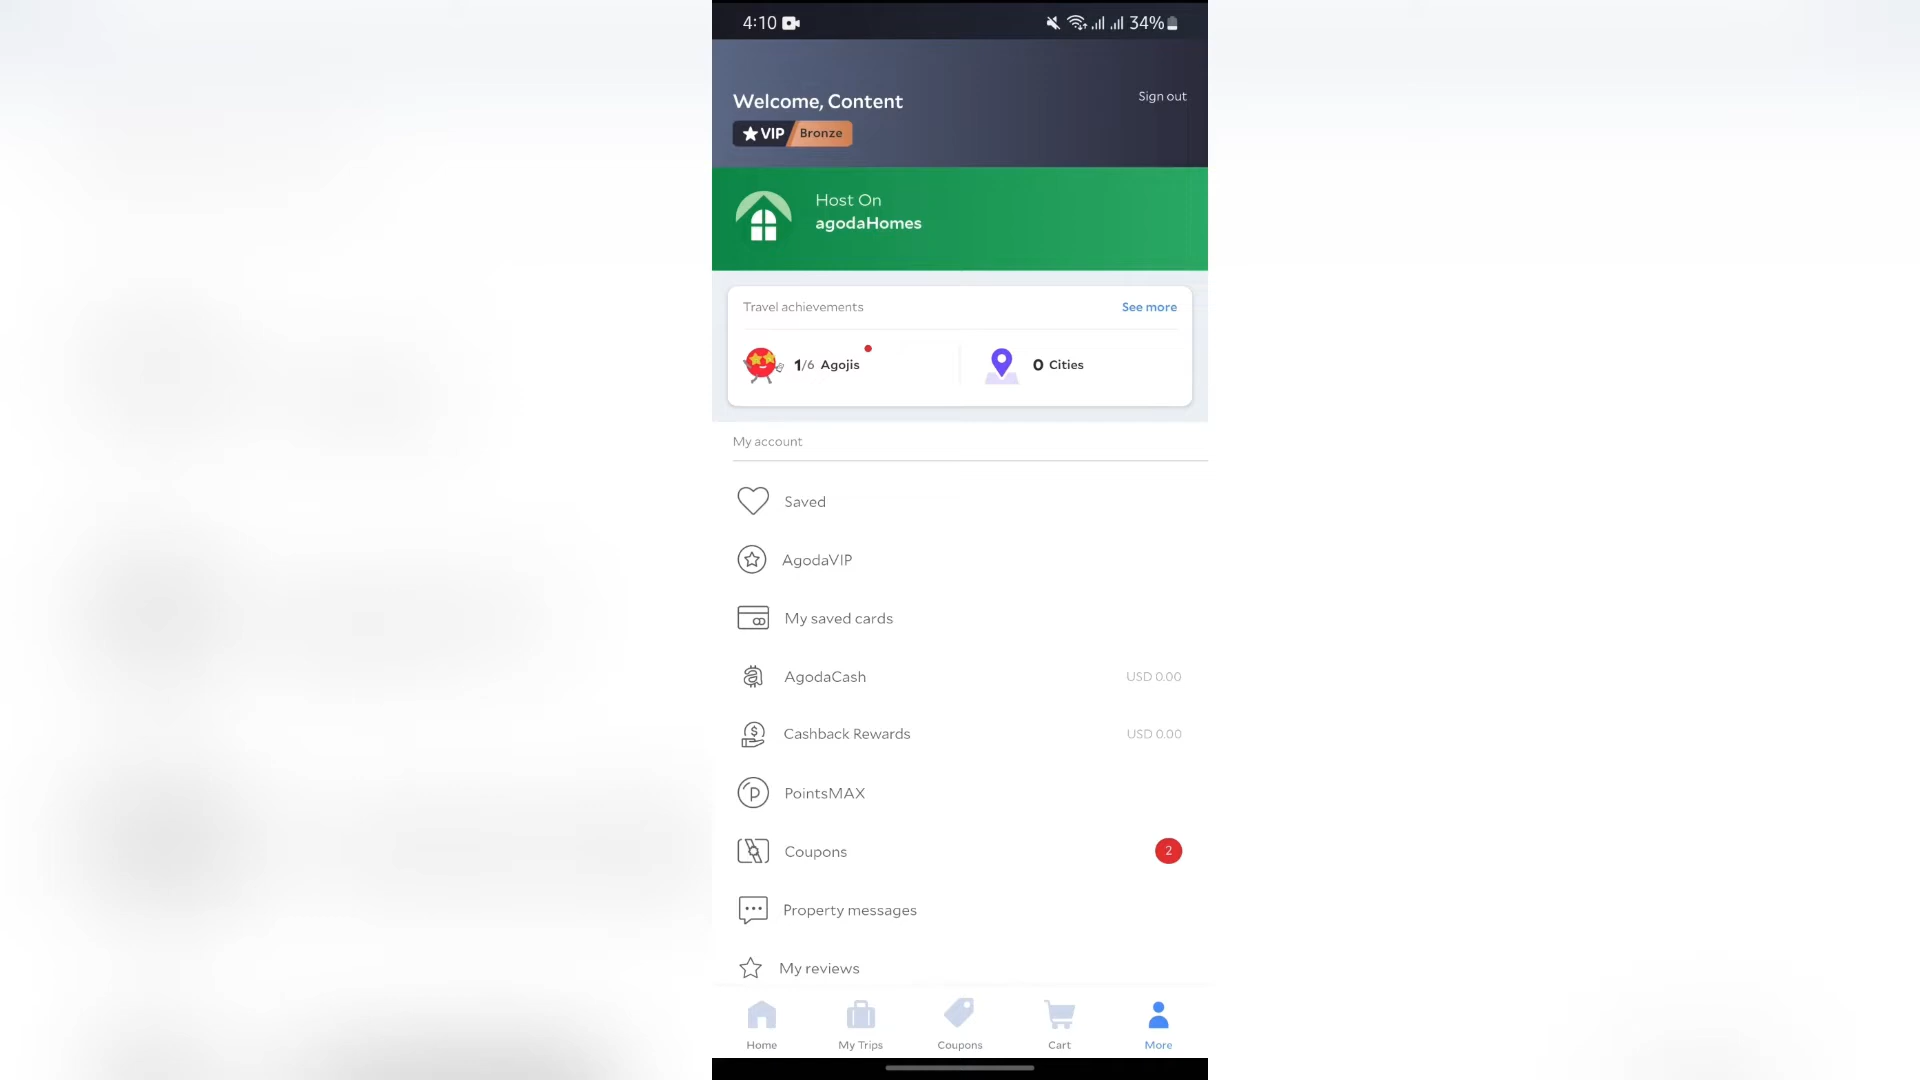 4:10
34%
Welcome, Content
Sign out
VIP Bronze
Host On
agodaHomes
Travel achievements
See more
1/6 Agojis
0 Cities
My account
Saved
AgodaVIP
My saved cards
AgodaCash
USD 0.00
Cashback Rewards
USD 0.00
PointsMAX
Coupons
2
Property messages
My reviews
Home
My Trips
Coupons
Cart
More